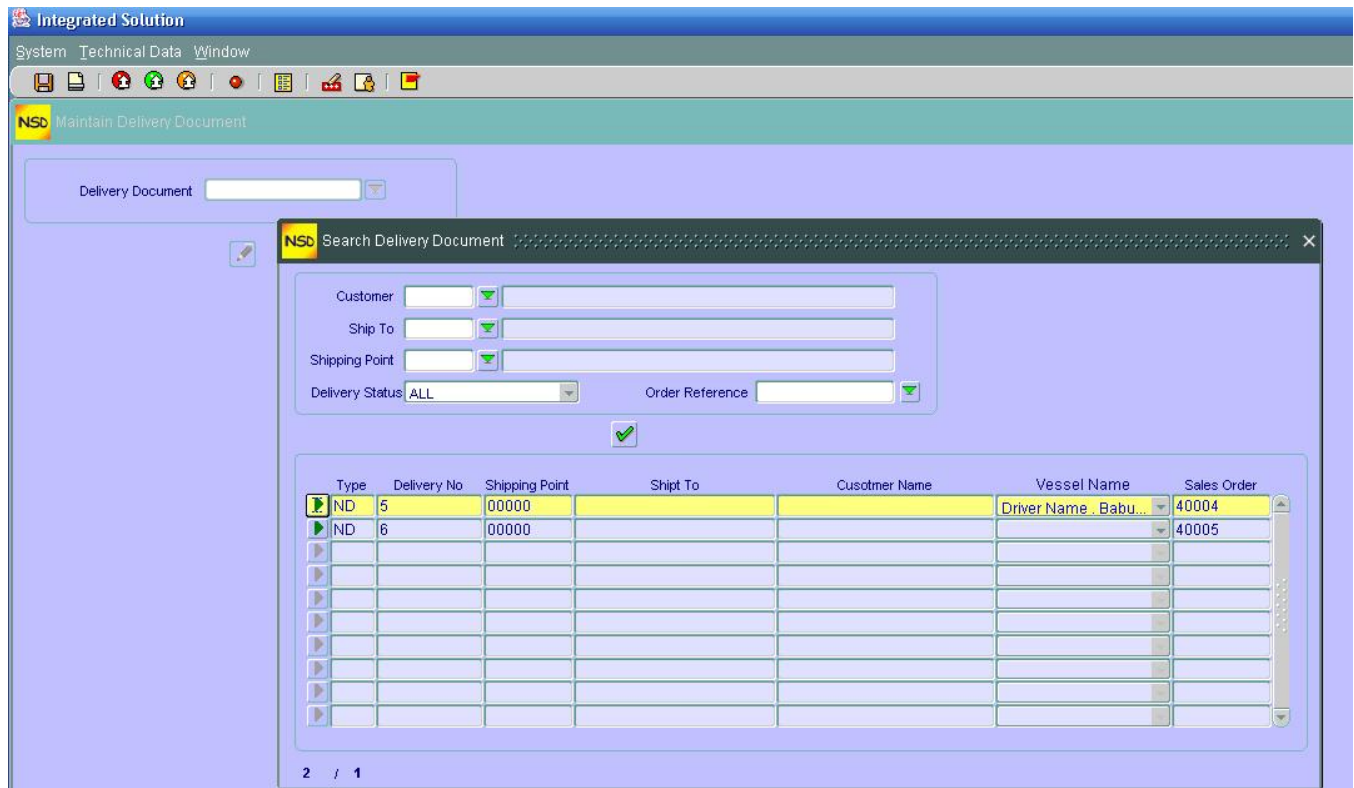 Integrated Solution
System Technical Data Window
NSD Maintain Delivery Document
Delivery Document
NSD Search Delivery Document
Customer
Ship To
Shipping Point
Delivery Status ALL Order Reference
Type Delivery No Shipping Point Shipt To Cusotmer Name Vessel Name Sales Order
ND 5 00000 Driver Name . Babu... 40004
ND 6 00000 40005
2 / 1